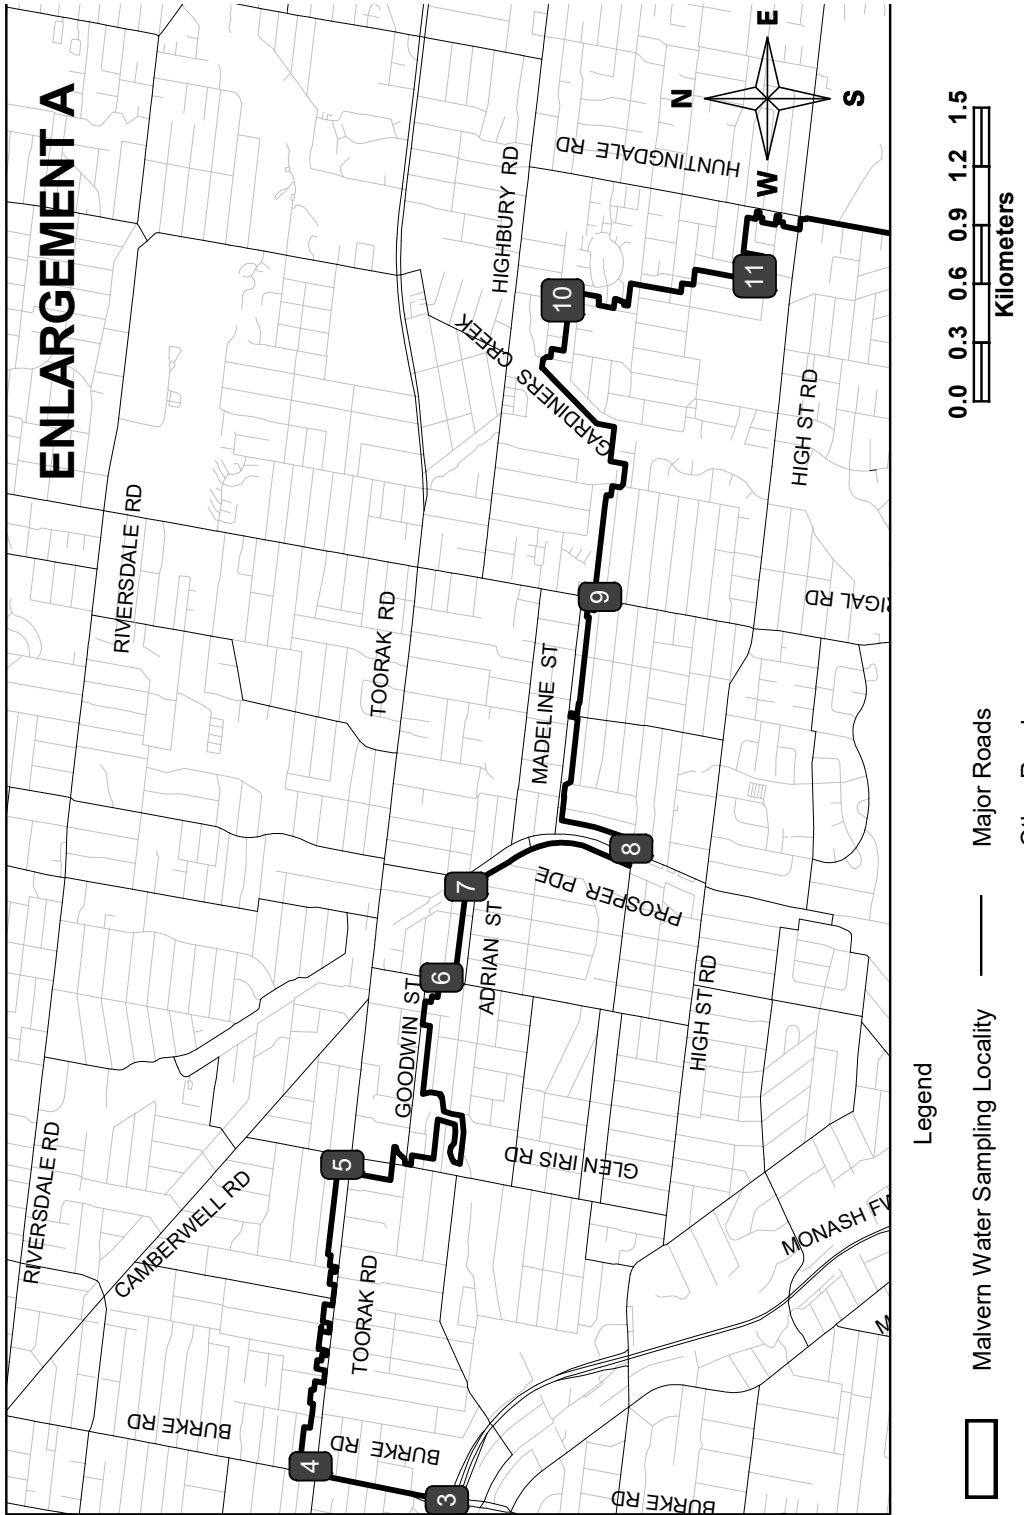 ENLARGEMENT A
RIVERSDALE RD
RIVERSDALE RD
CAMBERWELL RD
BURKE RD
BURKE RD
BURKE RD
TOORAK RD
TOORAK RD
GOODWIN ST
ADRIAN ST
GLEN IRIS RD
PROSPER PDE
MADELINE ST
HIGHBURY RD
GARDINERS CREEK
HUNTINGDALE RD
HIGH ST RD
HIGH ST RD
MONASH FW
IGAL RD
M
3
4
5
6
7
8
9
10
11
N
E
S
W
0.0 0.3 0.6 0.9 1.2 1.5
Kilometers
Legend
Malvern Water Sampling Locality
Major Roads